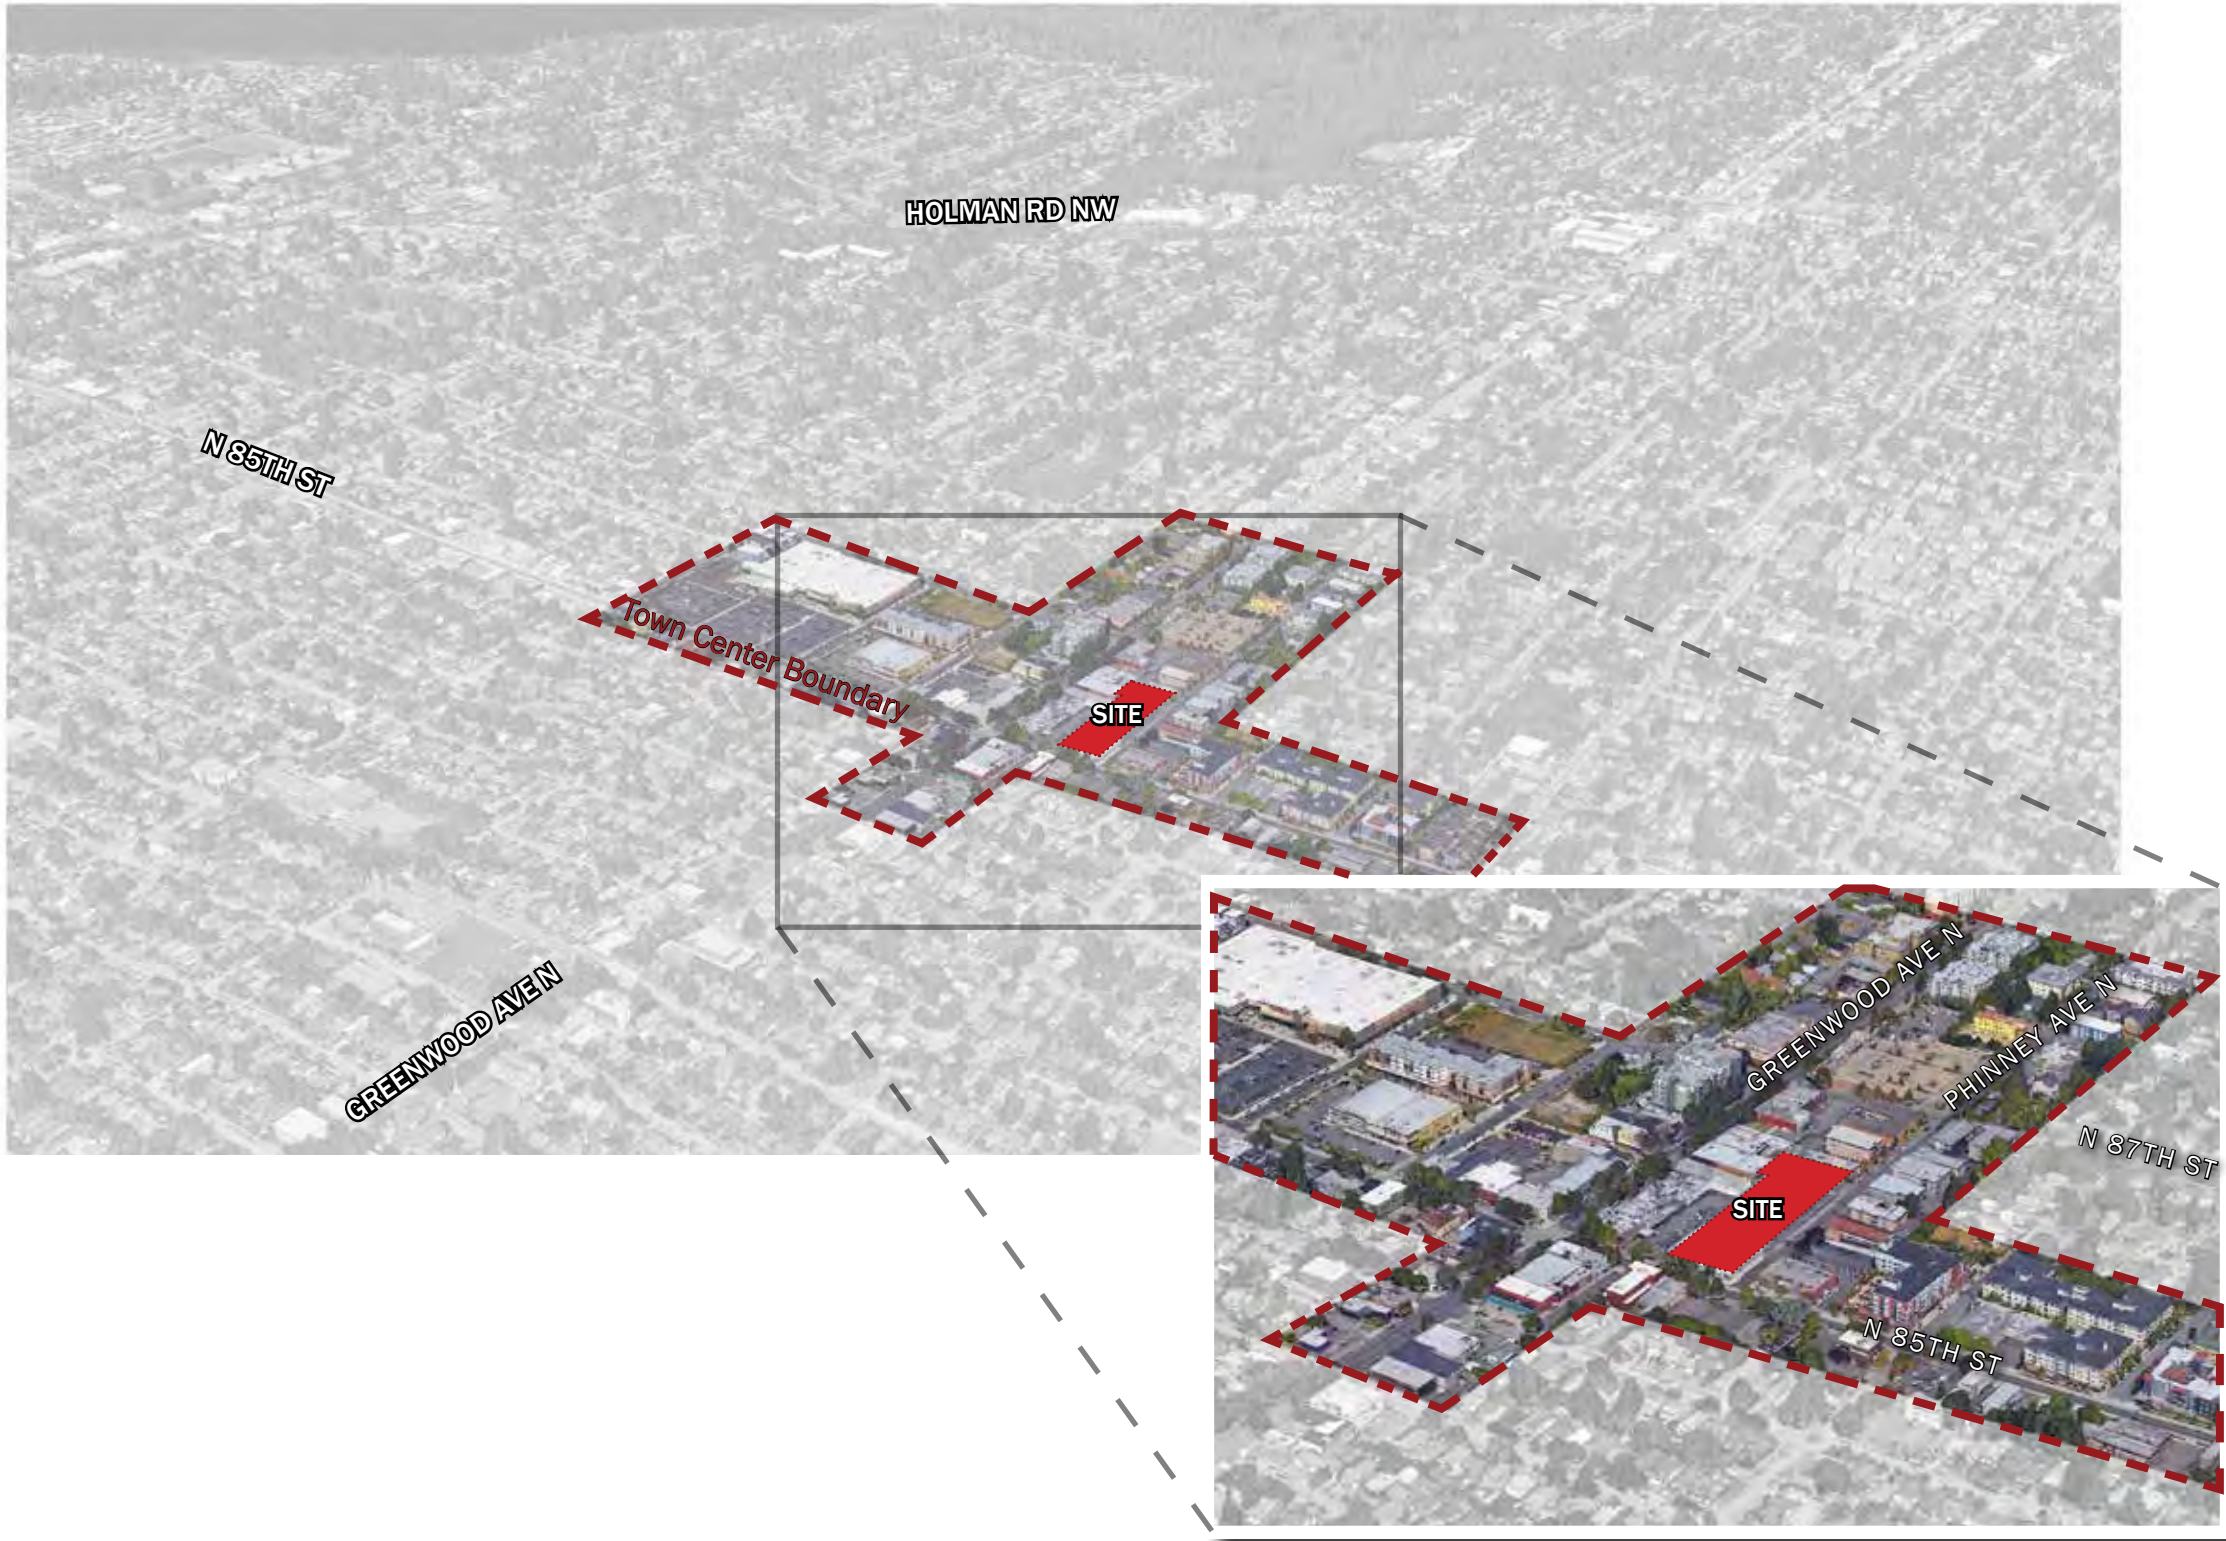 HOLMAN RD NW
N 85TH ST
Town Center Boundary
SITE
GREENWOOD AVE N
GREENWOOD AVE N
PHINNEY AVE N
N 87TH ST
SITE
N 85TH ST